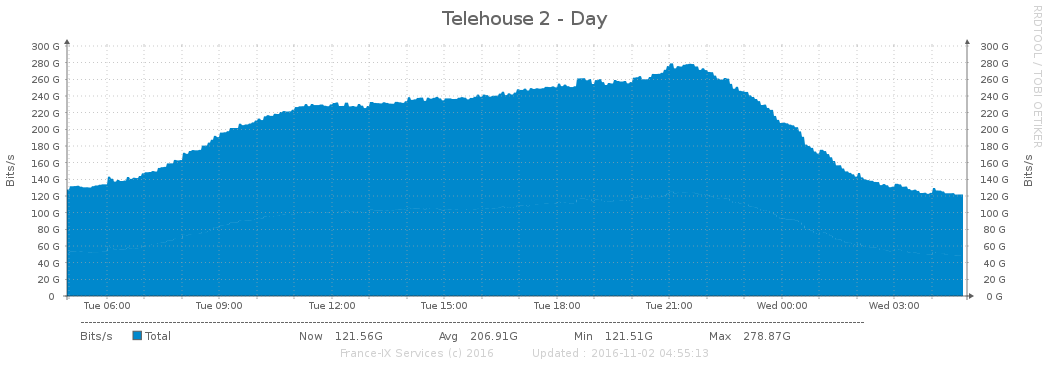 Telehouse 2 - Day
RRDTOOL / TOBI OETIKER
Bits/s
300 G
280 G
260 G
240 G
220 G
200 G
180 G
160 G
140 G
120 G
100 G
80 G
60 G
40 G
20 G
0
300 G
280 G
260 G
240 G
220 G
200 G
180 G
160 G
140 G
120 G
100 G
80 G
60 G
40 G
20 G
0 G
Bits/s
Tue 06:00 Tue 09:00 Tue 12:00 Tue 15:00 Tue 18:00 Tue 21:00 Wed 00:00 Wed 03:00
Bits/s Total Now 121.56G Avg 206.91G Min 121.51G Max 278.87G
France-IX Services (c) 2016 Updated : 2016-11-02 04:55:13